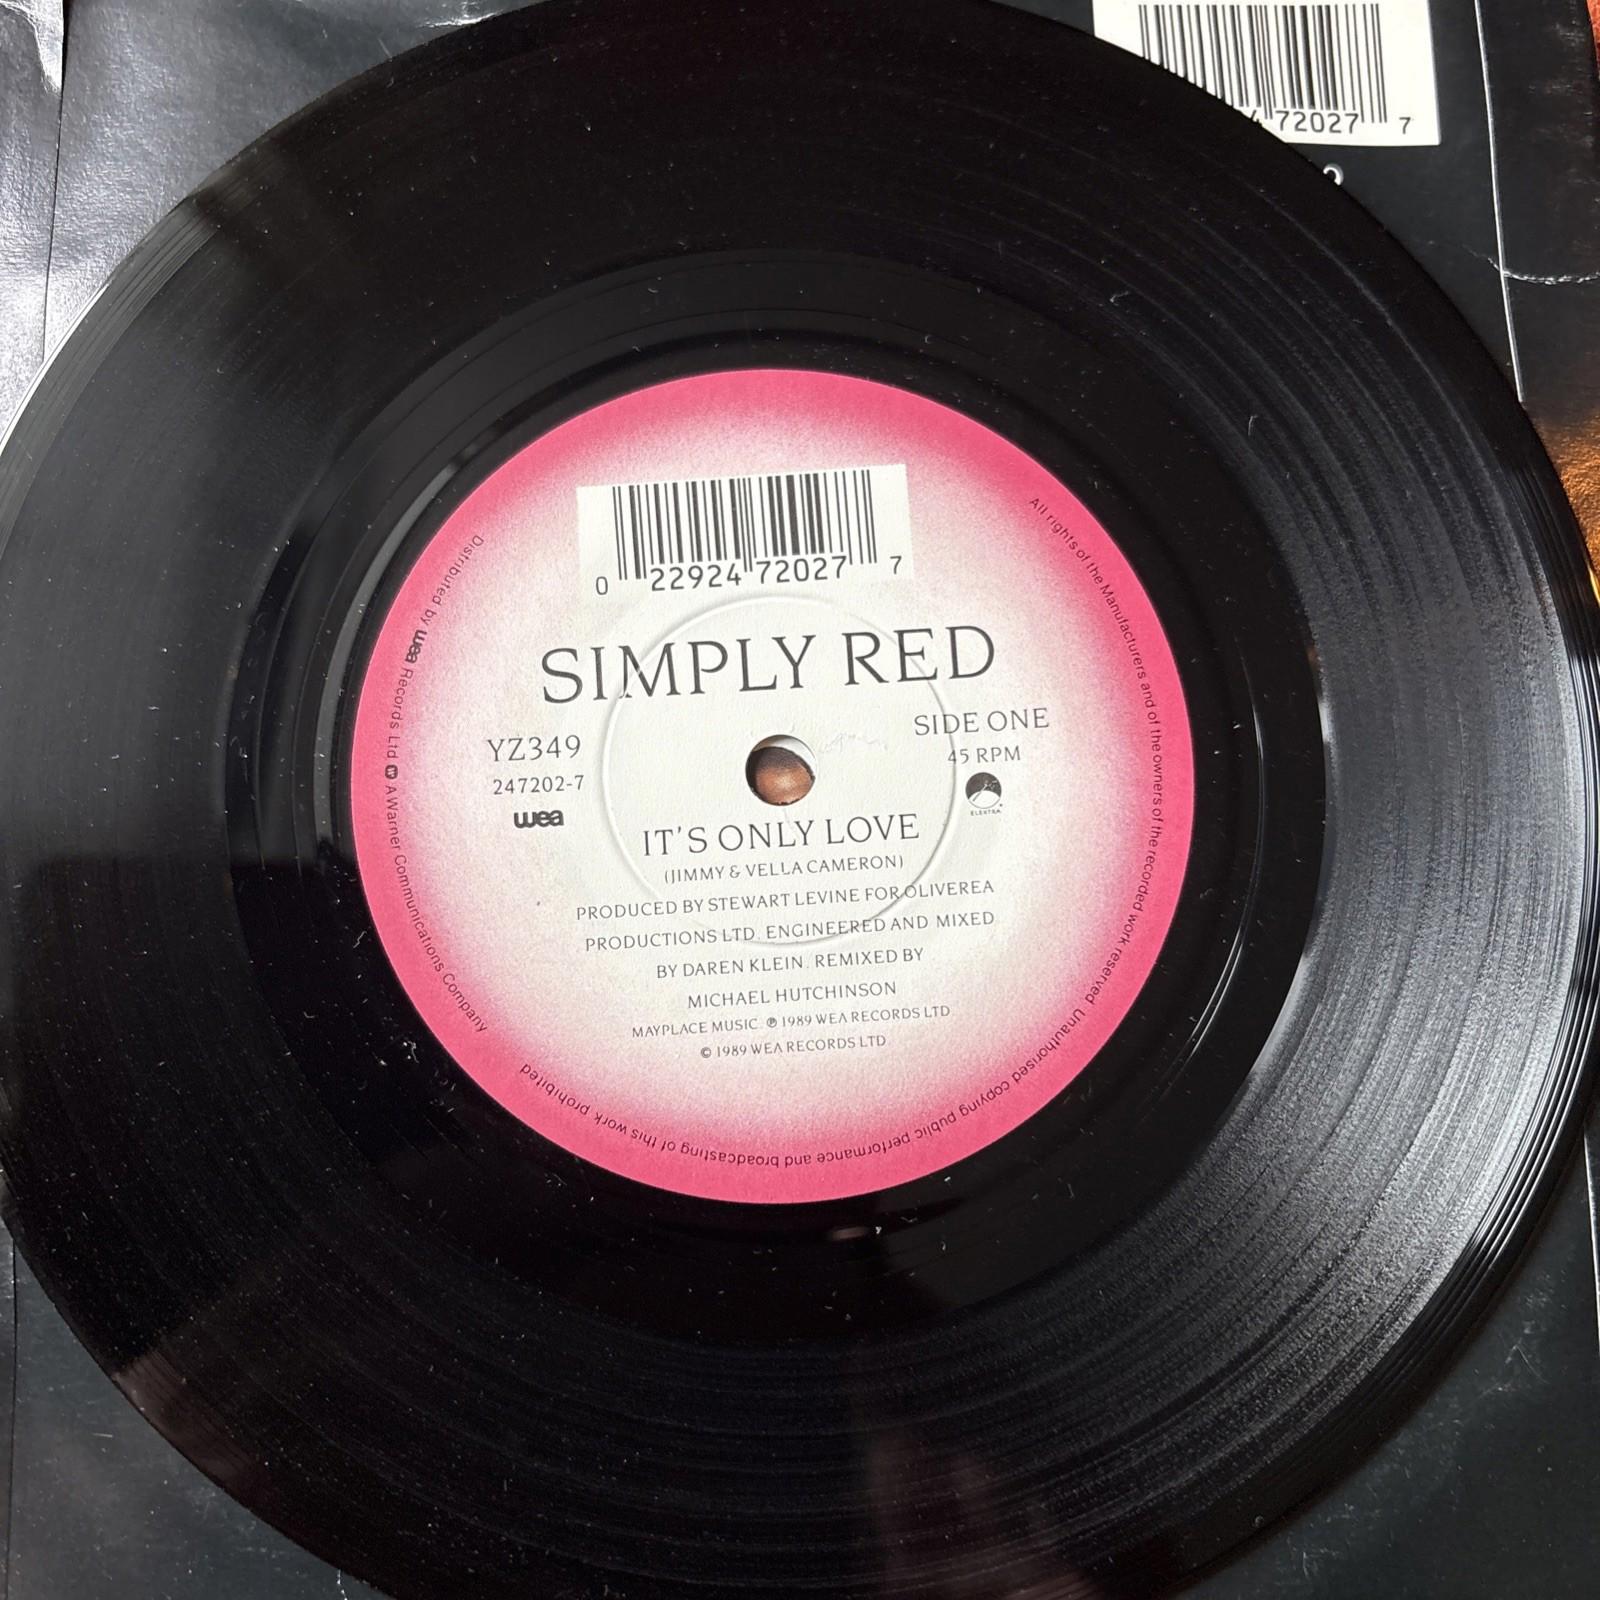 72027 7
0 22924 72027 7
SIMPLY RED
YZ349
247202-7
wea
SIDE ONE
45 RPM
ELEKTRA
IT'S ONLY LOVE
(JIMMY & VELLA CAMERON)
PRODUCED BY STEWART LEVINE FOR OLIVEREA
PRODUCTIONS LTD. ENGINEERED AND MIXED
BY DAREN KLEIN. REMIXED BY
MICHAEL HUTCHINSON
MAYPLACE MUSIC. ℗ 1989 WEA RECORDS LTD
© 1989 WEA RECORDS LTD
All rights of the Manufacturers and of the owners of the recorded work reserved. Unauthorised copying public performance and broadcasting of this work prohibited
Distributed by wea Records Ltd. A Warner Communications Company